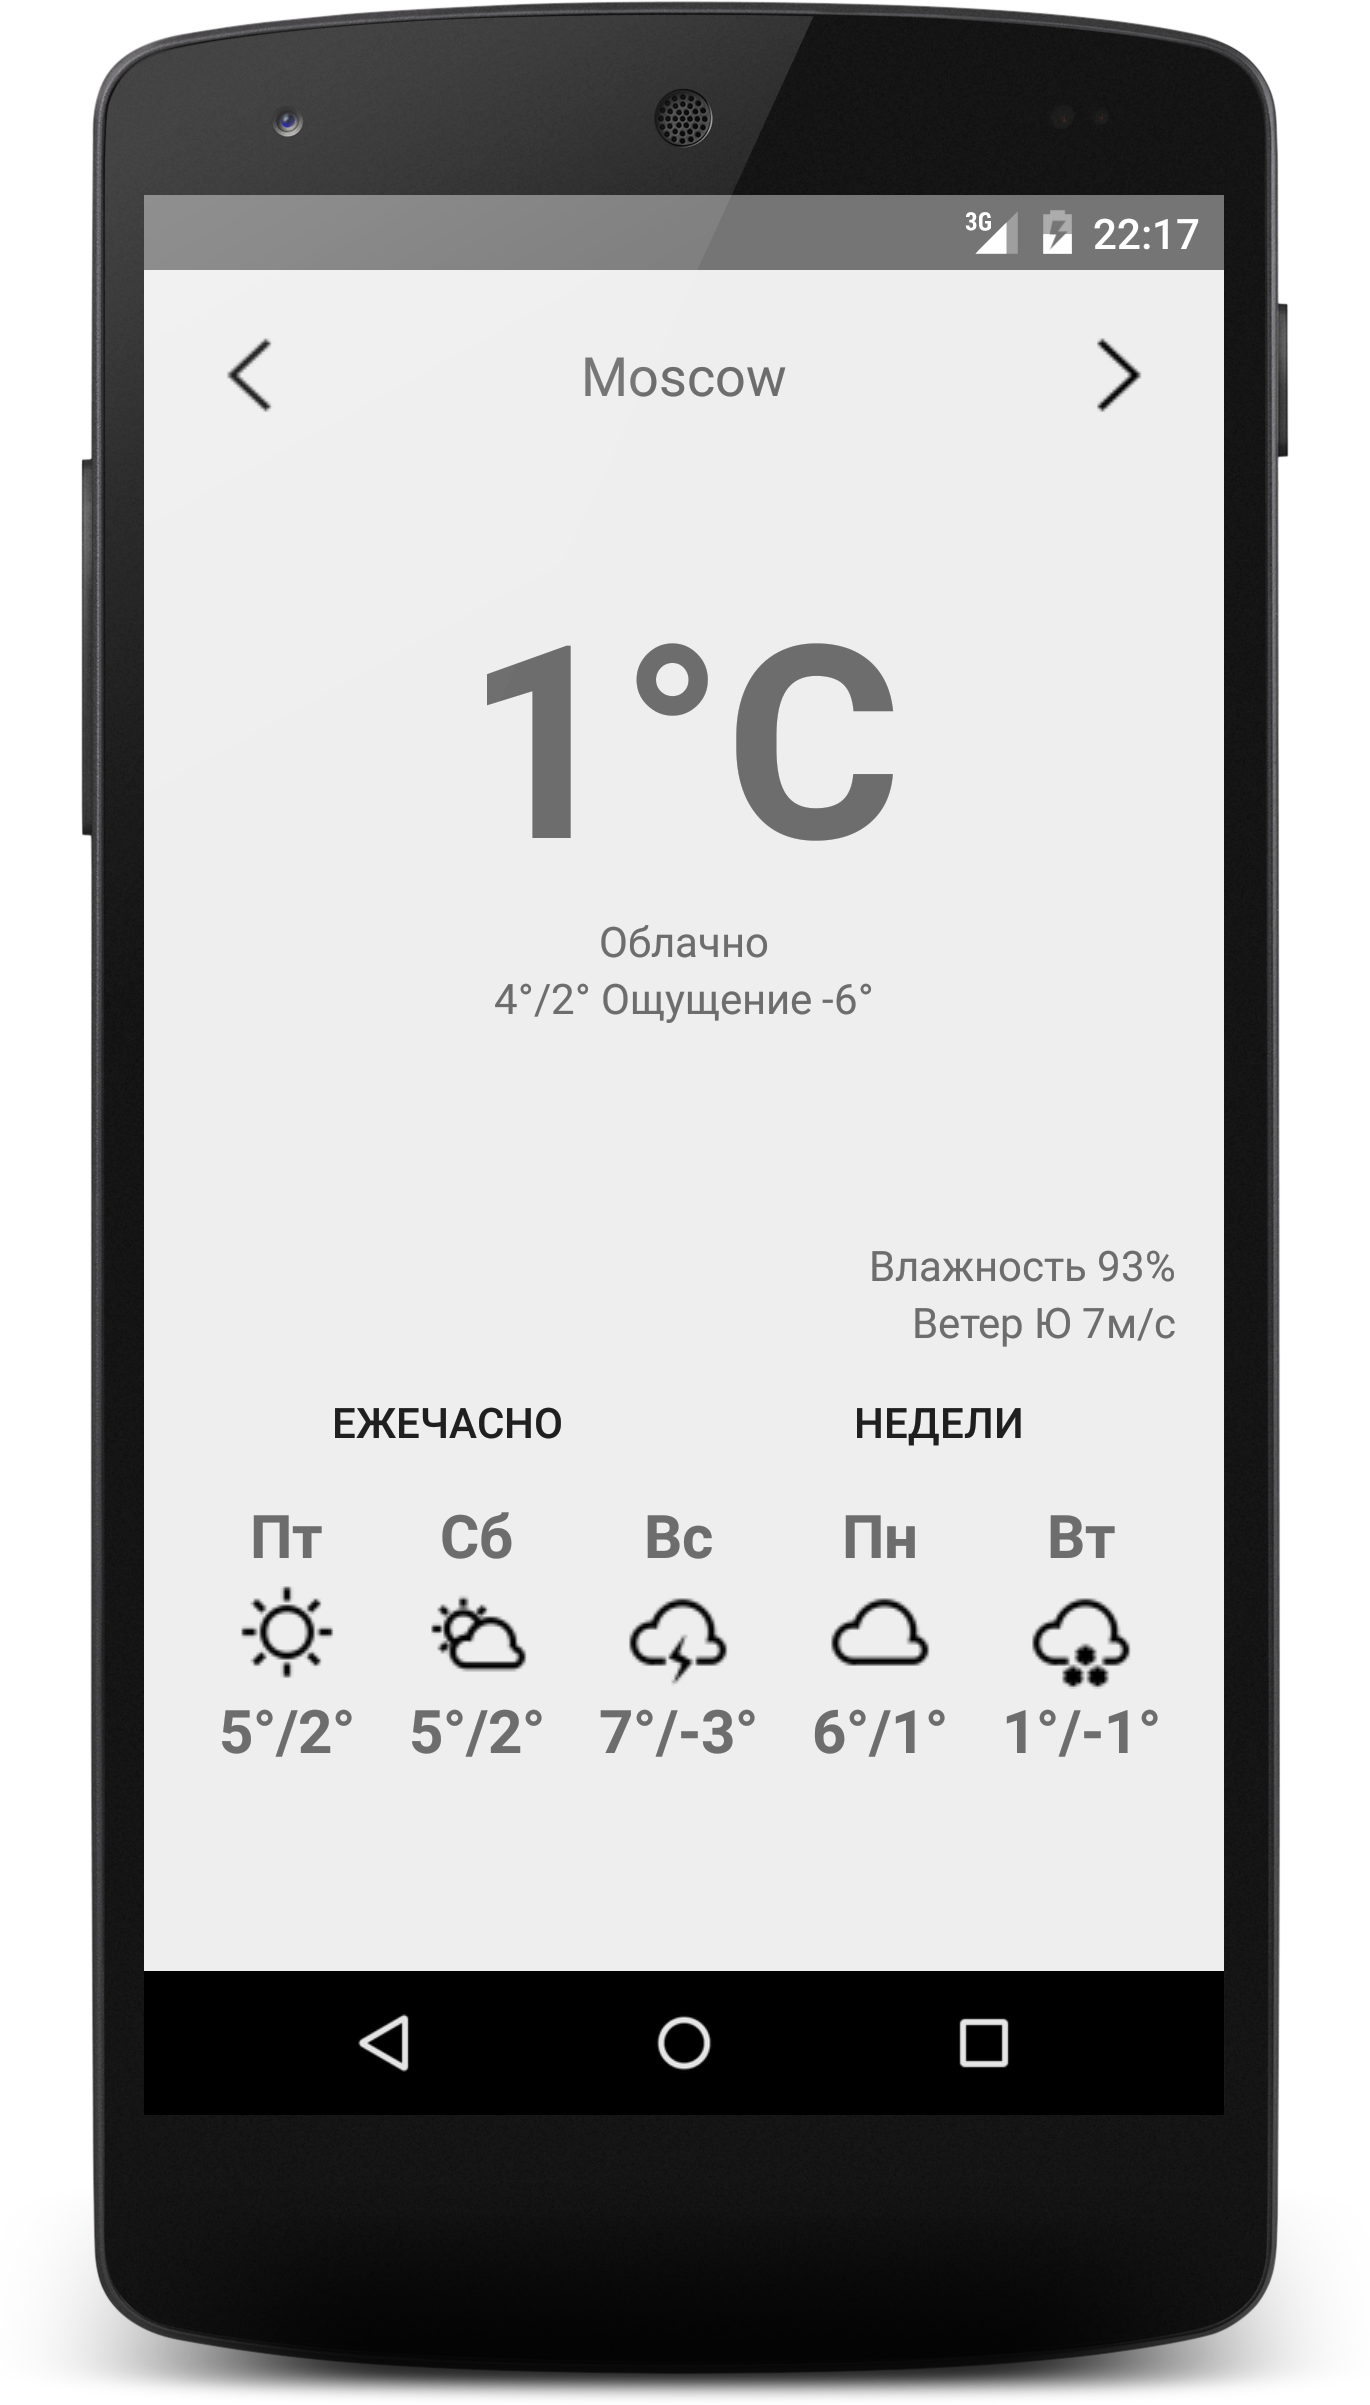 3G 22:17
Moscow
1°C
Облачно
4°/2° Ощущение -6°
Влажность 93%
Ветер Ю 7м/с
ЕЖЕЧАСНО НЕДЕЛИ
Пт Сб Вс Пн Вт
5°/2° 5°/2° 7°/-3° 6°/1° 1°/-1°